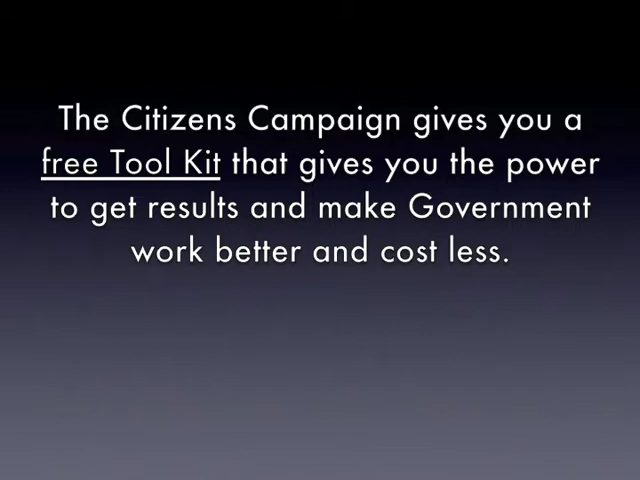 The Citizens Campaign gives you a
free Tool Kit that gives you the power
to get results and make Government
work better and cost less.